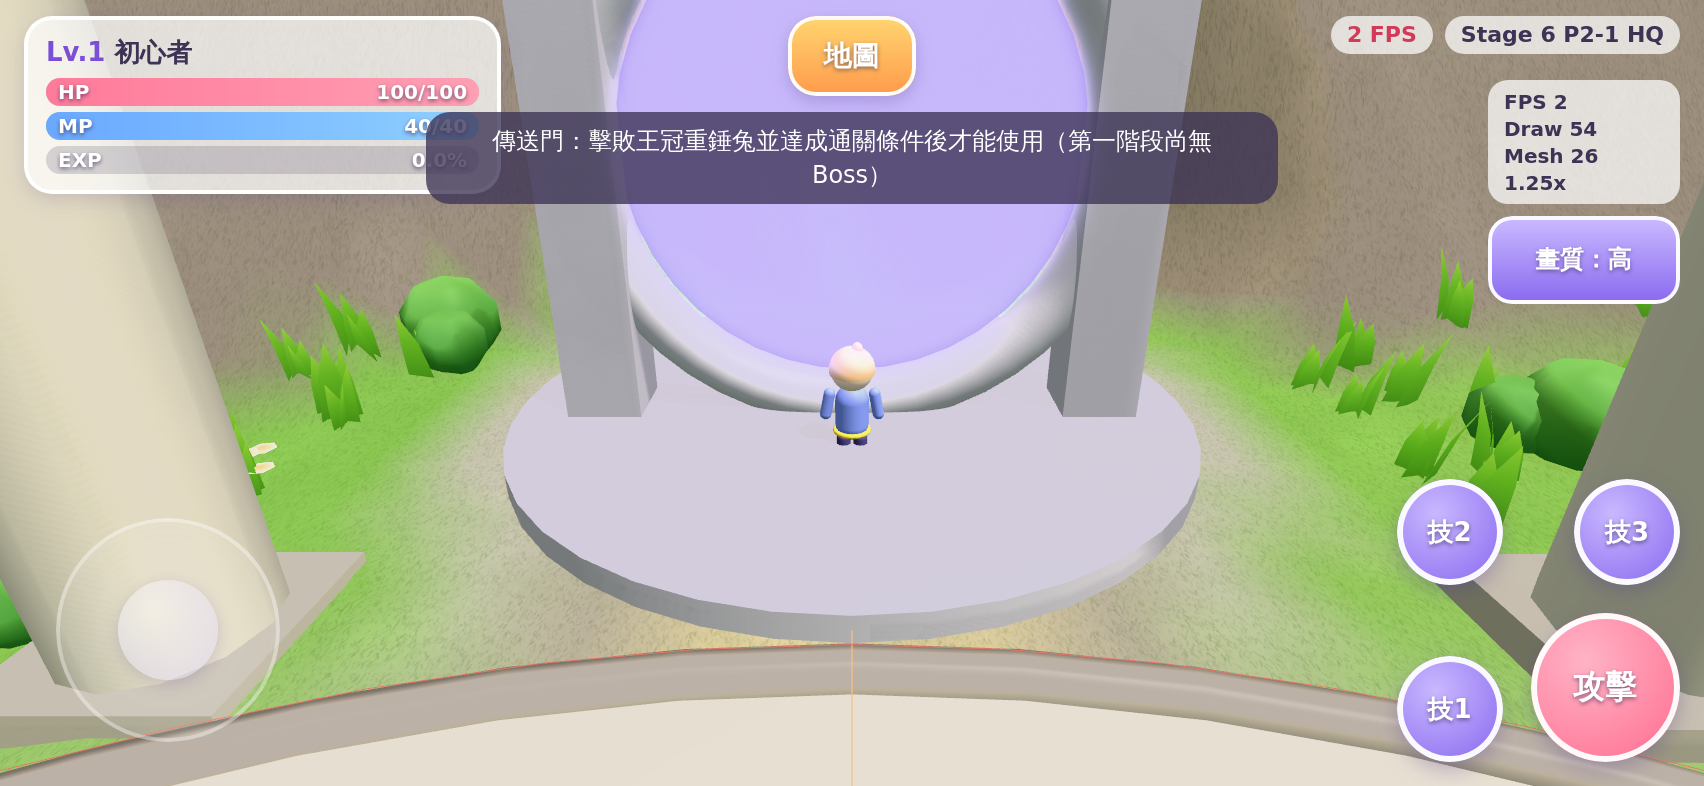 Lv.1 初心者
HP 100/100
MP 40/40
EXP 0.0%
地圖
傳送門：擊敗王冠重錘兔並達成通關條件後才能使用（第一階段尚無
Boss）
2 FPS
Stage 6 P2-1 HQ
FPS 2
Draw 54
Mesh 26
1.25x
畫質：高
技2
技3
技1
攻擊